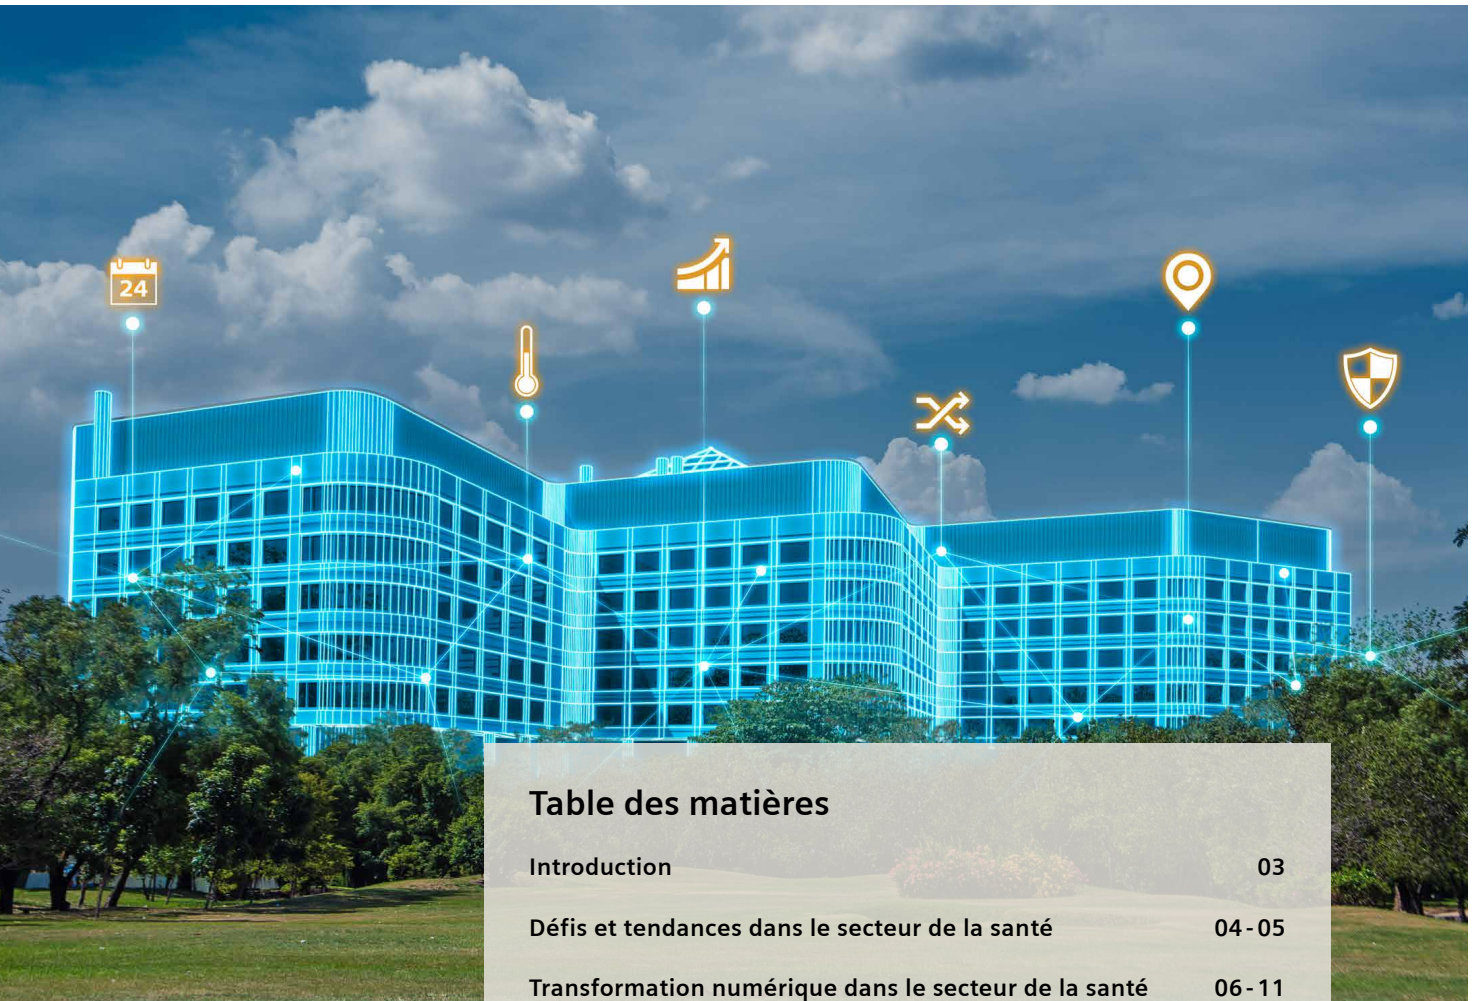 24
Table des matières
Introduction 03
Défis et tendances dans le secteur de la santé 04-05
Transformation numérique dans le secteur de la santé 06-11